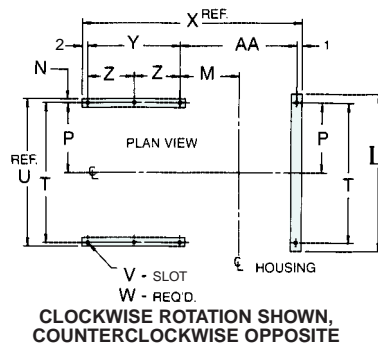 X REF.
2 Y AA 1
N Z Z M
P PLAN VIEW P
REF. U T T L
℄
V - SLOT
W - REQ'D.
℄ HOUSING
CLOCKWISE ROTATION SHOWN,
COUNTERCLOCKWISE OPPOSITE